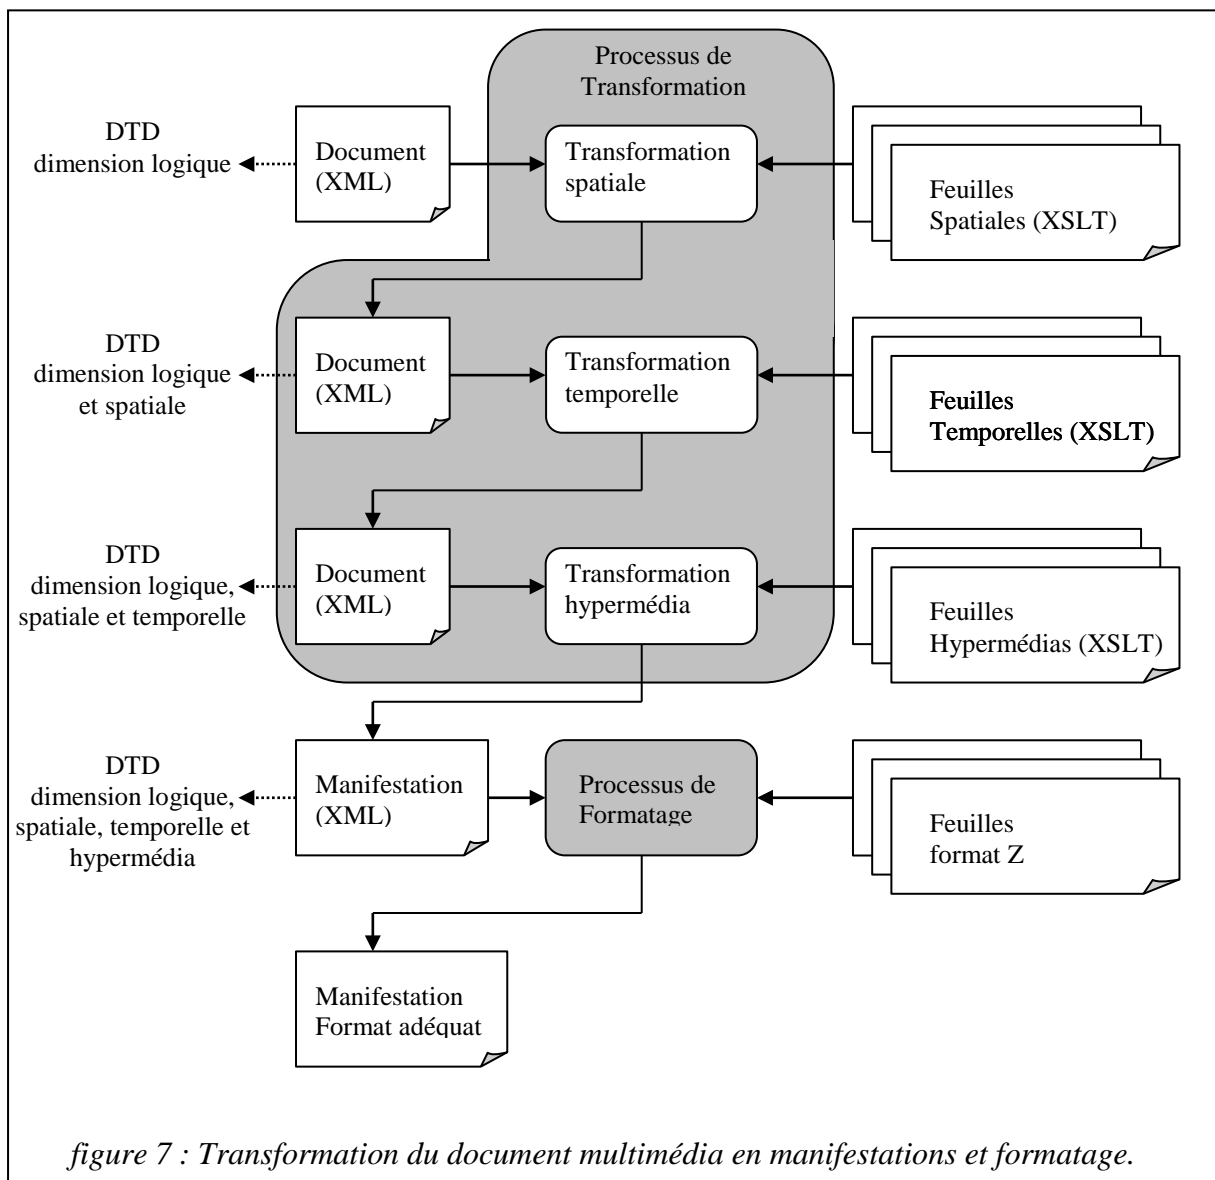 Processus de
Transformation
DTD
dimension logique
Document
(XML)
Transformation
spatiale
Feuilles
Spatiales (XSLT)
DTD
dimension logique
et spatiale
Document
(XML)
Transformation
temporelle
Feuilles
Temporelles (XSLT)
DTD
dimension logique,
spatiale et temporelle
Document
(XML)
Transformation
hypermédia
Feuilles
Hypermédias (XSLT)
DTD
dimension logique,
spatiale, temporelle et
hypermédia
Manifestation
(XML)
Processus de
Formatage
Feuilles
format Z
Manifestation
Format adéquat
figure 7 : Transformation du document multimédia en manifestations et formatage.